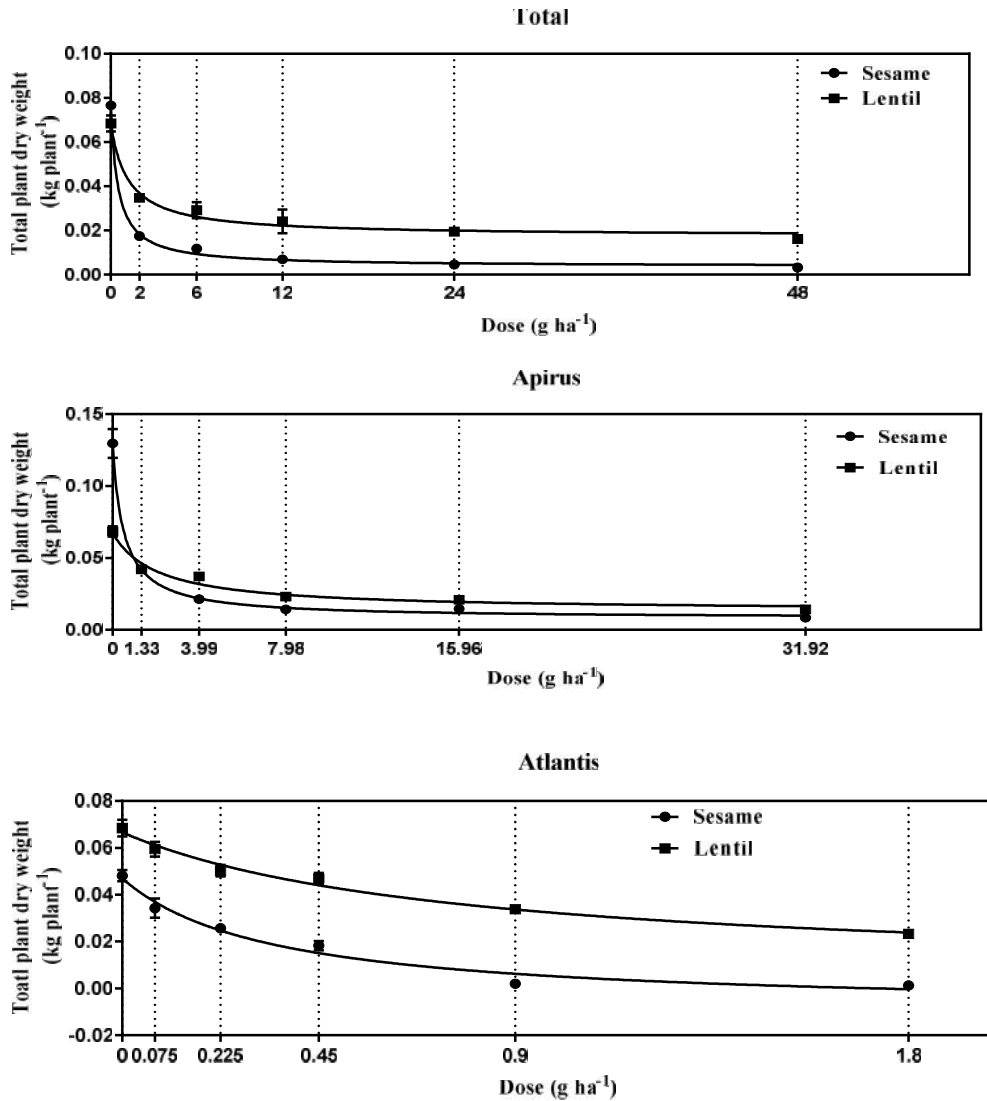 Total
0.10
0.08
0.06
0.04
0.02
0.00
Total plant dry weight
(kg plant⁻¹)
Sesame
Lentil
0 2 6 12 24 48
Dose (g ha⁻¹)
Apirus
0.15
0.10
0.05
0.00
Total plant dry weight
(kg plant⁻¹)
Sesame
Lentil
0 1.33 3.99 7.98 15.96 31.92
Dose (g ha⁻¹)
Atlantis
0.08
0.06
0.04
0.02
0.00
-0.02
Toatl plant dry weight
(kg plant⁻¹)
Sesame
Lentil
0 0.075 0.225 0.45 0.9 1.8
Dose (g ha⁻¹)